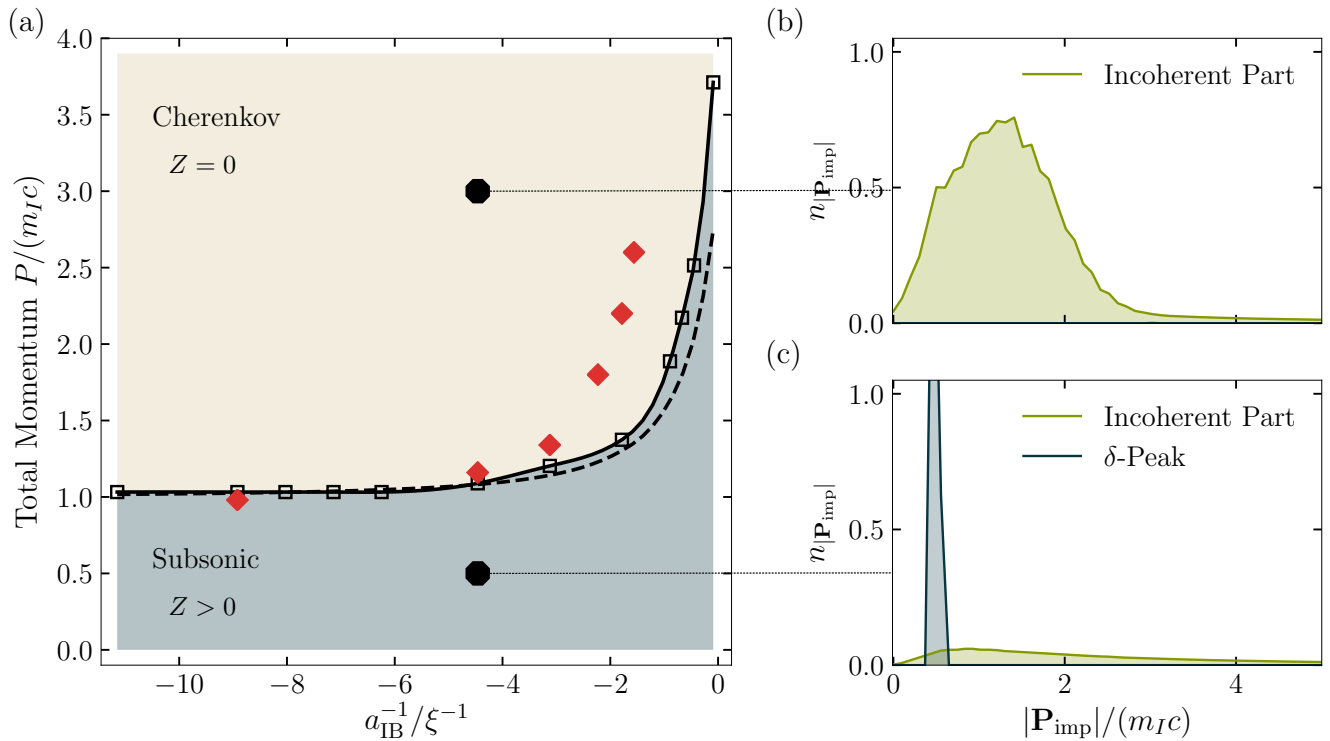 (a)
4.0
3.5
3.0
2.5
2.0
1.5
1.0
0.5
0.0
Total Momentum P/(m_I c)
Cherenkov
Z = 0
Subsonic
Z > 0
−10
−8
−6
−4
−2
0
a_IB^−1/ξ^−1
(b)
1.0
0.5
0.0
n_|P_imp|
Incoherent Part
(c)
1.0
0.5
0.0
n_|P_imp|
Incoherent Part
δ-Peak
0
2
4
|P_imp|/(m_I c)